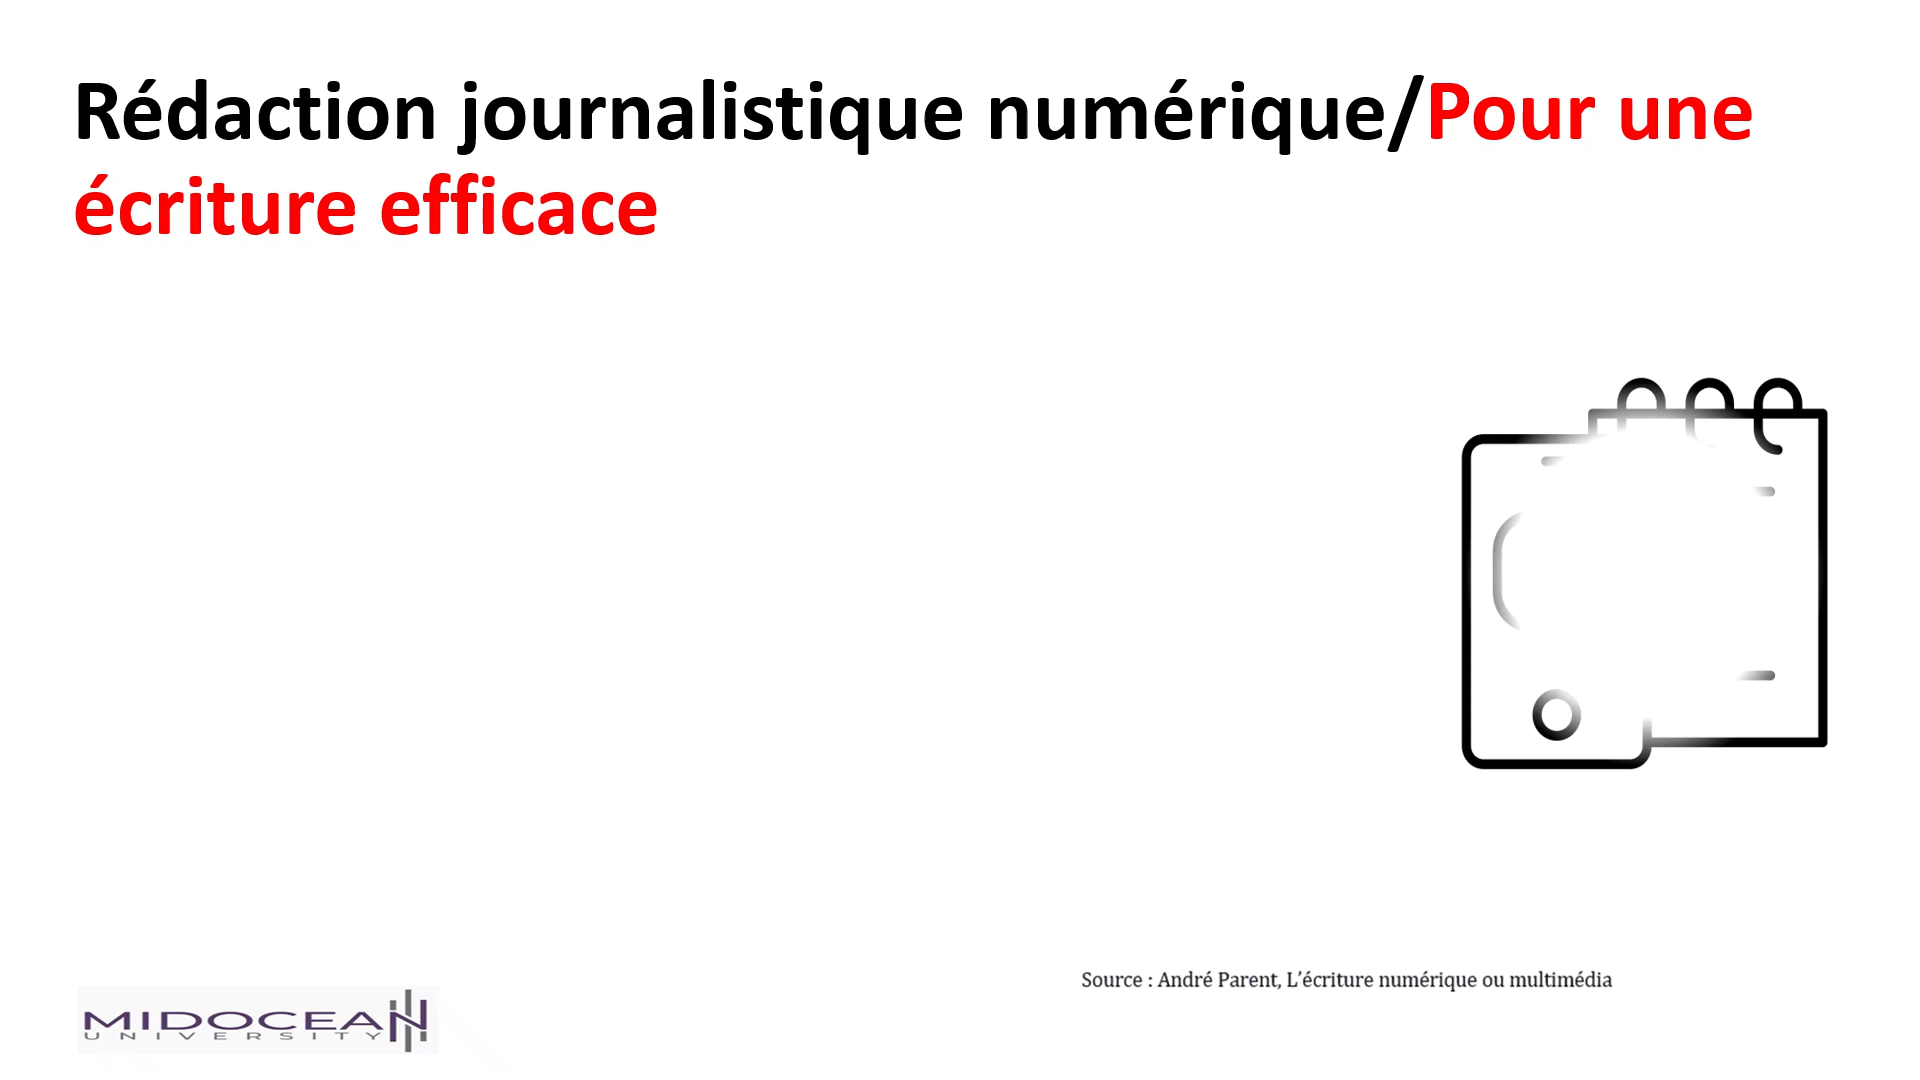 Rédaction journalistique numérique/Pour une
écriture efficace
Source : André Parent, L’écriture numérique ou multimédia
MIDOCEAN
UNIVERSITY